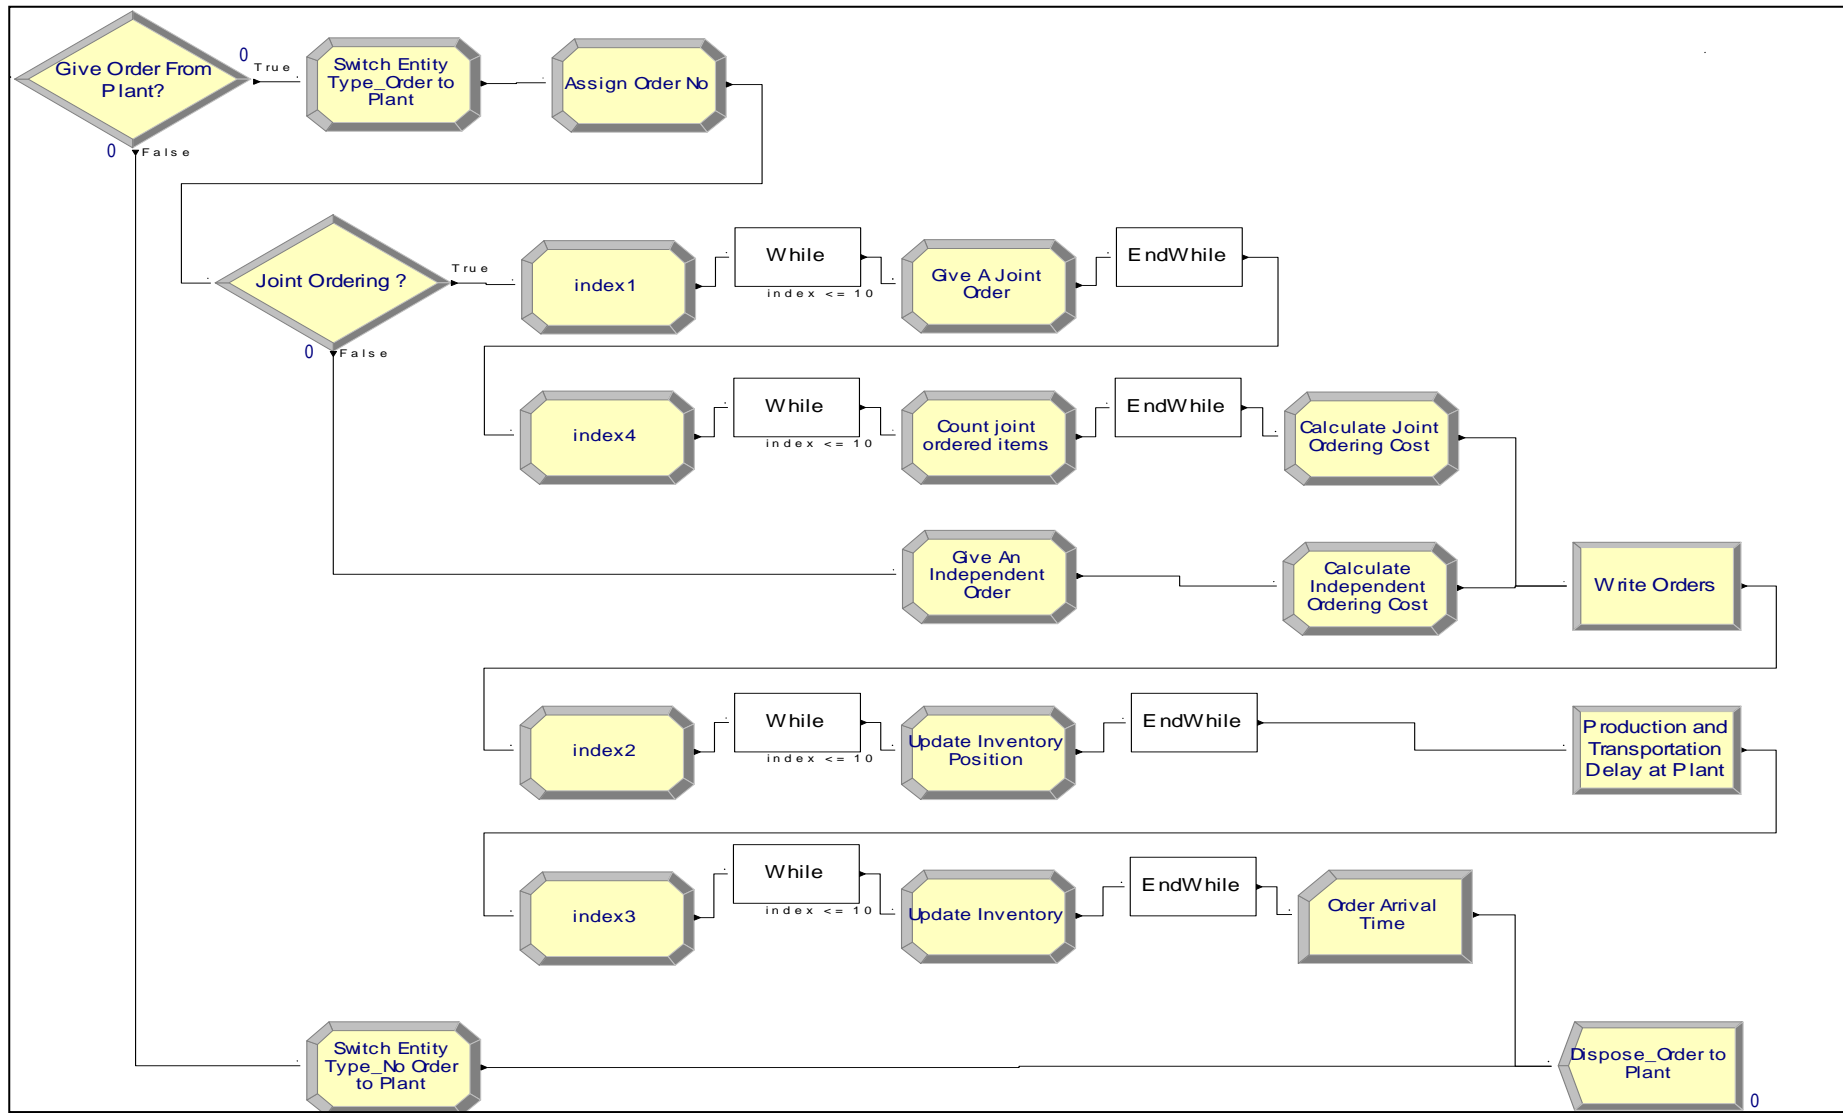 Give Order From
Plant?
0
True
0
False
Switch Entity
Type_Order to
Plant
Assign Order No
Joint Ordering ?
True
0
False
index1
While
index <= 10
Give A Joint
Order
EndWhile
index4
While
index <= 10
Count joint
ordered items
EndWhile
Calculate Joint
Ordering Cost
Give An
Independent
Order
Calculate
Independent
Ordering Cost
Write Orders
index2
While
index <= 10
Update Inventory
Position
EndWhile
Production and
Transportation
Delay at Plant
index3
While
index <= 10
Update Inventory
EndWhile
Order Arrival
Time
Switch Entity
Type_No Order
to Plant
Dispose_Order to
Plant
0